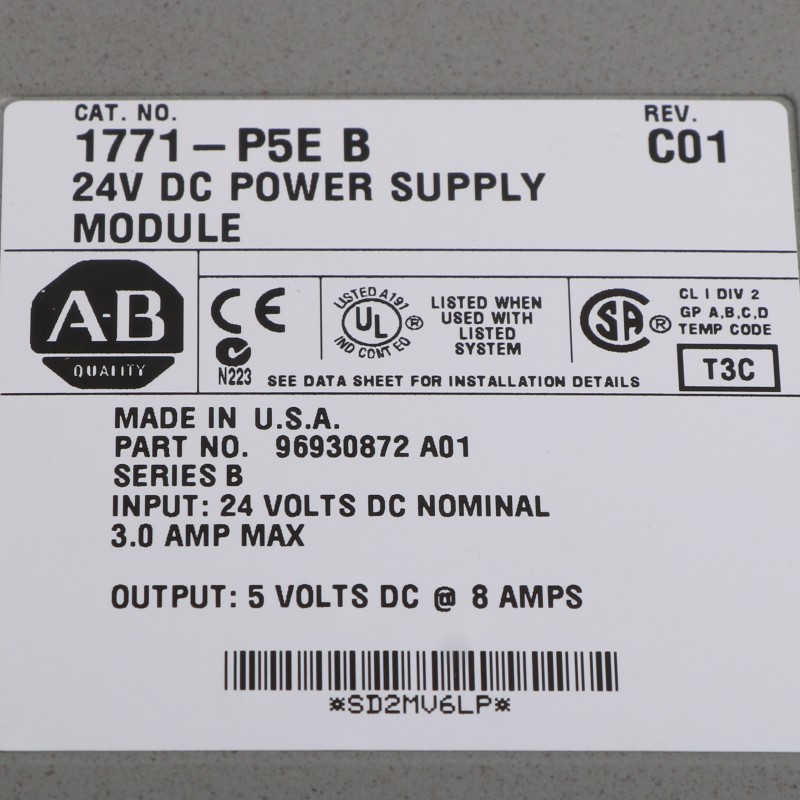 CAT. NO.
1771-P5E B
REV.
C01
24V DC POWER SUPPLY
MODULE
A-B
QUALITY
CE
N223
LISTED A191
UL ®
IND CONT EQ
LISTED WHEN
USED WITH
LISTED
SYSTEM
SA ®
CL I DIV 2
GP A,B,C,D
TEMP CODE
T3C
SEE DATA SHEET FOR INSTALLATION DETAILS
MADE IN U.S.A.
PART NO. 96930872 A01
SERIES B
INPUT: 24 VOLTS DC NOMINAL
3.0 AMP MAX
OUTPUT: 5 VOLTS DC @ 8 AMPS
*SD2MV6LP*